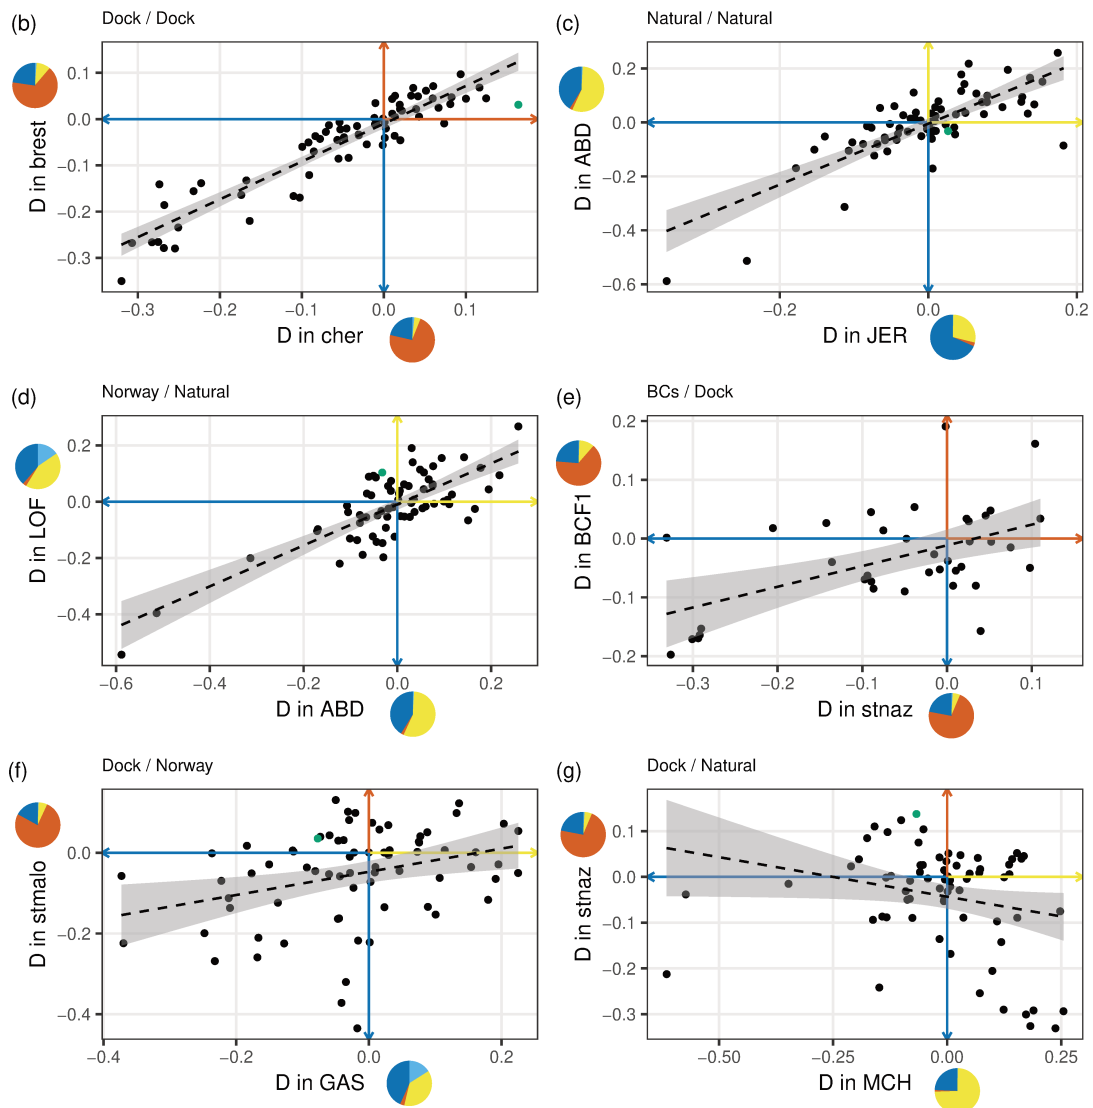 (b) Dock / Dock
0.1
0.0
−0.1
−0.2
−0.3
D in brest
−0.3 −0.2 −0.1 0.0 0.1
D in cher
(c) Natural / Natural
0.2
0.0
−0.2
−0.4
−0.6
D in ABD
−0.2 0.0 0.2
D in JER
(d) Norway / Natural
0.2
0.0
−0.2
−0.4
D in LOF
−0.6 −0.4 −0.2 0.0 0.2
D in ABD
(e) BCs / Dock
0.2
0.1
0.0
−0.1
−0.2
D in BCF1
−0.3 −0.2 −0.1 0.0 0.1
D in stnaz
(f) Dock / Norway
0.0
−0.2
−0.4
D in stmalo
−0.4 −0.2 0.0 0.2
D in GAS
(g) Dock / Natural
0.1
0.0
−0.1
−0.2
−0.3
D in stnaz
−0.50 −0.25 0.00 0.25
D in MCH